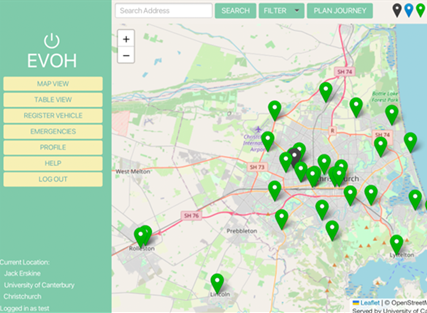 Search Address
SEARCH
FILTER
PLAN JOURNEY
EVOH
MAP VIEW
TABLE VIEW
REGISTER VEHICLE
EMERGENCIES
PROFILE
HELP
LOG OUT
Current Location:
Jack Erskine
University of Canterbury
Christchurch
Logged in as test
+
−
SH 74
SH 74
SH 73
SH 76
West Melton
Prebbleton
Rolleston
Lincoln
Lyttelton
Leaflet | © OpenStreetM
Served by University of Ca